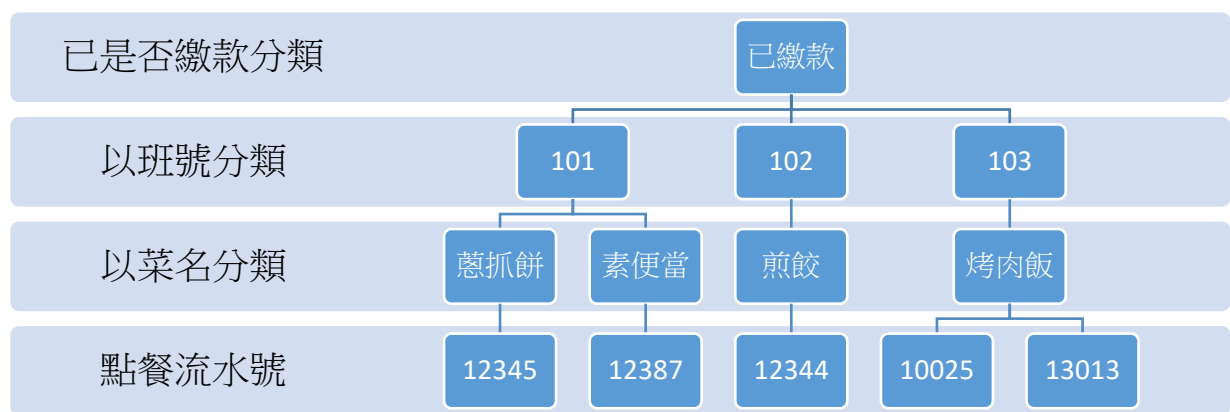 已是否繳款分類
已繳款
以班號分類
101
102
103
以菜名分類
蔥抓餅
素便當
煎餃
烤肉飯
點餐流水號
12345
12387
12344
10025
13013